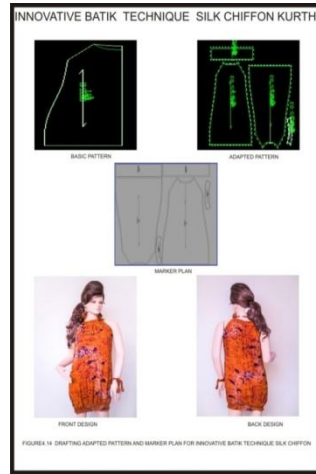 INNOVATIVE BATIK TECHNIQUE SILK CHIFFON KURTH
BASIC PATTERN
ADAPTED PATTERN
MARKER PLAN
FRONT DESIGN
BACK DESIGN
FIGURE4.14 DRAFTING ADAPTED PATTERN AND MARKER PLAN FOR INNOVATIVE BATIK TECHNIQUE SILK CHIFFON